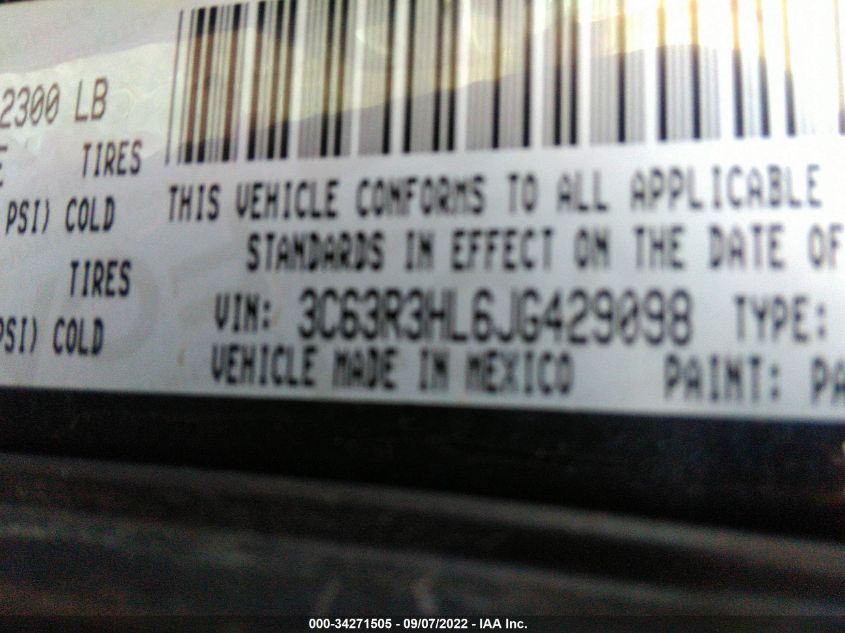 2300 LB
TIRES
PSI) COLD
TIRES
PSI) COLD
THIS VEHICLE CONFORMS TO ALL APPLICABLE
STANDARDS IN EFFECT ON THE DATE OF
VIN: 3C63R3HL6JG429098 TYPE:
VEHICLE MADE IN MEXICO PAINT: PA
000-34271505 - 09/07/2022 - IAA Inc.